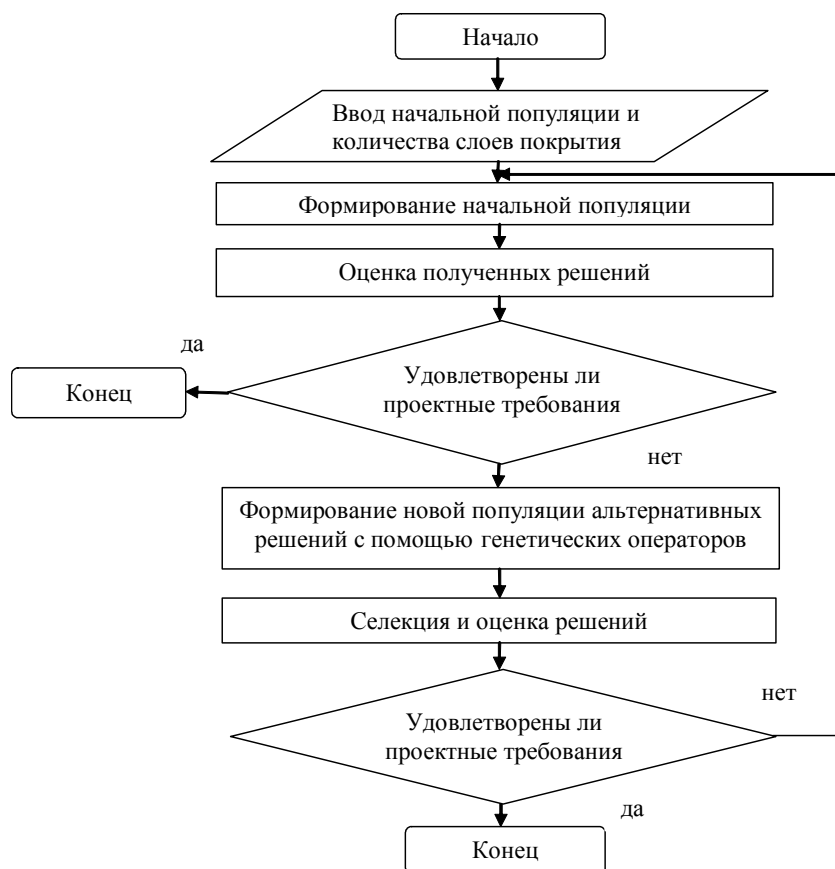 Начало
Ввод начальной популяции и
количества слоев покрытия
Формирование начальной популяции
Оценка полученных решений
да
Удовлетворены ли
проектные требования
Конец
нет
Формирование новой популяции альтернативных
решений с помощью генетических операторов
Селекция и оценка решений
нет
Удовлетворены ли
проектные требования
да
Конец